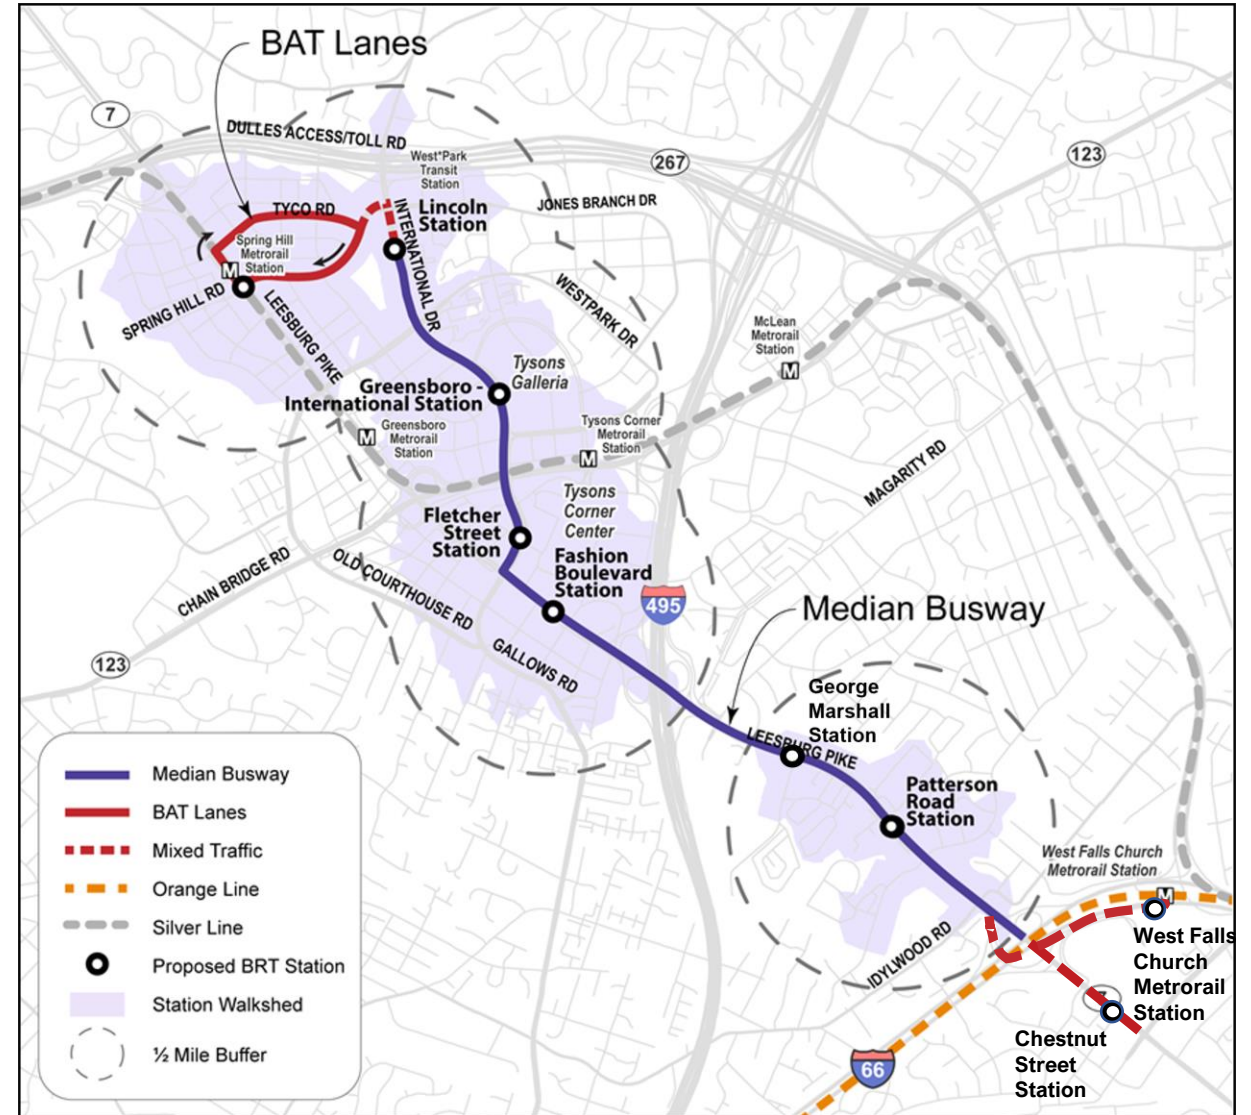 BAT Lanes
7
DULLES ACCESS/TOLL RD
West*Park
Transit
Station
267
123
TYCO RD
INTERNATIONAL DR
Lincoln
Station
JONES BRANCH DR
Spring Hill
Metrorail
Station
M
SPRING HILL RD
LEESBURG PIKE
WESTPARK DR
McLean
Metrorail
Station
M
Tysons
Galleria
Greensboro -
International Station
M
Greensboro
Metrorail
Station
Tysons Corner
Metrorail
Station
M
MAGARITY RD
Tysons
Corner
Center
Fletcher
Street
Station
Fashion
Boulevard
Station
CHAIN BRIDGE RD
OLD COURTHOUSE RD
495
Median Busway
GALLOWS RD
123
George
Marshall
Station
LEESBURG PIKE
Patterson
Road
Station
West Falls Church
Metrorail Station
M
IDYLWOOD RD
West Falls
Church
Metrorail
Station
7
Chestnut
Street
Station
66
Median Busway
BAT Lanes
Mixed Traffic
Orange Line
Silver Line
Proposed BRT Station
Station Walkshed
½ Mile Buffer